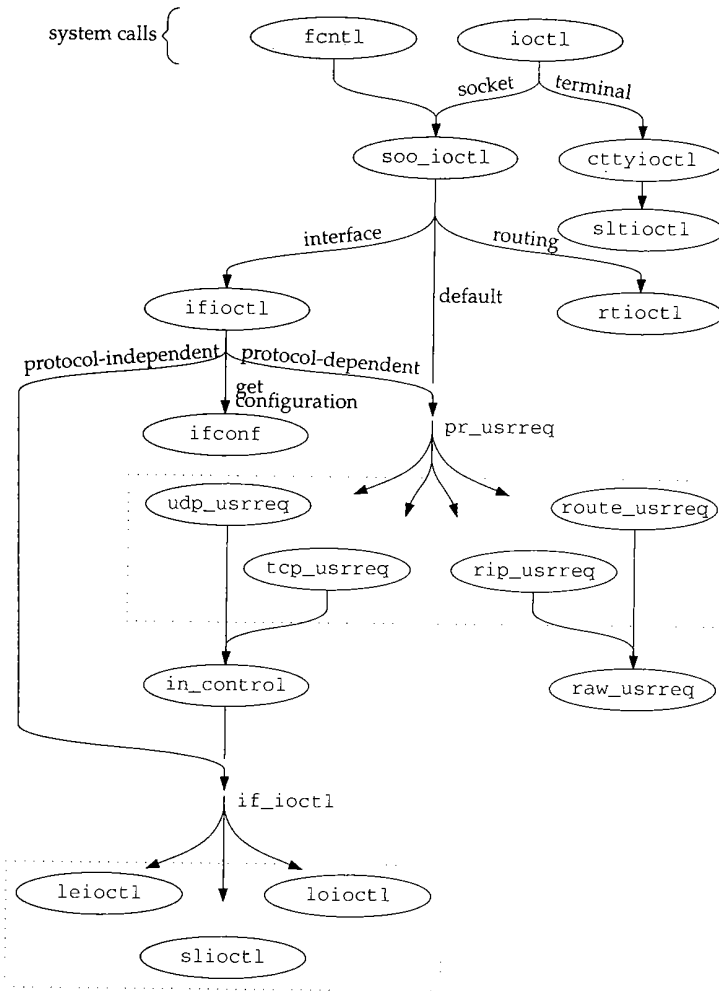 system calls
fcntl
ioctl
socket
terminal
soo_ioctl
cttyioctl
sltioctl
interface
routing
default
ifioctl
rtioctl
protocol-independent
protocol-dependent
get
configuration
ifconf
pr_usrreq
udp_usrreq
route_usrreq
tcp_usrreq
rip_usrreq
in_control
raw_usrreq
if_ioctl
leioctl
loioctl
slioctl